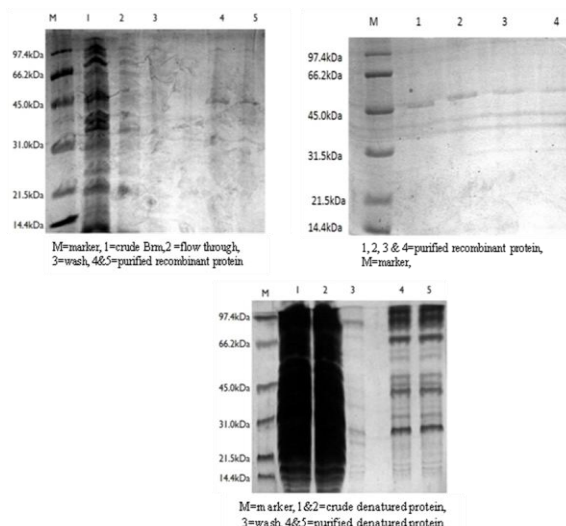 M 1 2 3 4 5
97.4kDa
66.2kDa
45.0kDa
31.0kDa
21.5kDa
14.4kDa
M=marker, 1=crude Brm,2 =flow through,
3=wash, 4&5=purified recombinant protein
M 1 2 3 4
97.4kDa
66.2kDa
45.0kDa
31.5kDa
21.5kDa
14.4kDa
1, 2, 3 & 4=purified recombinant protein,
M=marker,
M 1 2 3 4 5
97.4kDa
66.2kDa
45.0kDa
31.0kDa
21.5kDa
14.4kDa
M=marker, 1&2=crude denatured protein,
3=wash, 4&5=purified denatured protein